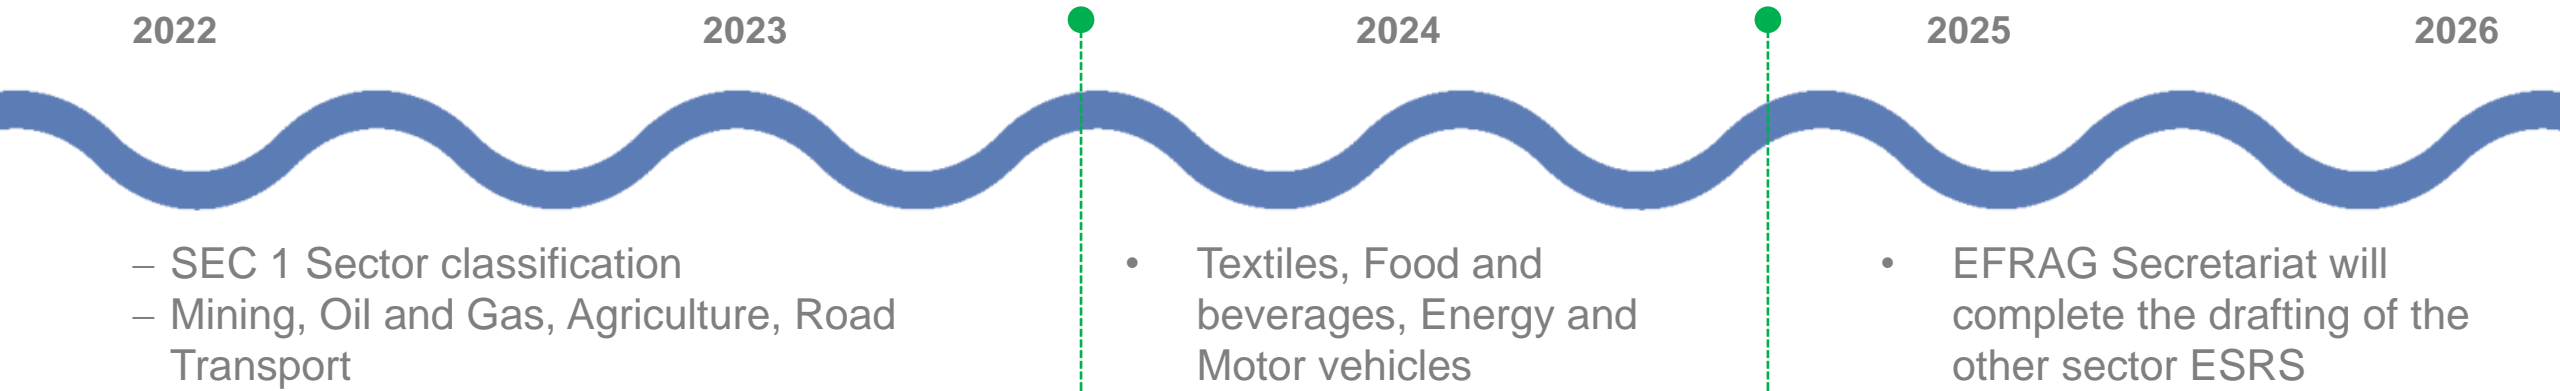 2022 2023 2024 2025 2026
– SEC 1 Sector classification
– Mining, Oil and Gas, Agriculture, Road
Transport
• Textiles, Food and
beverages, Energy and
Motor vehicles
• EFRAG Secretariat will
complete the drafting of the
other sector ESRS